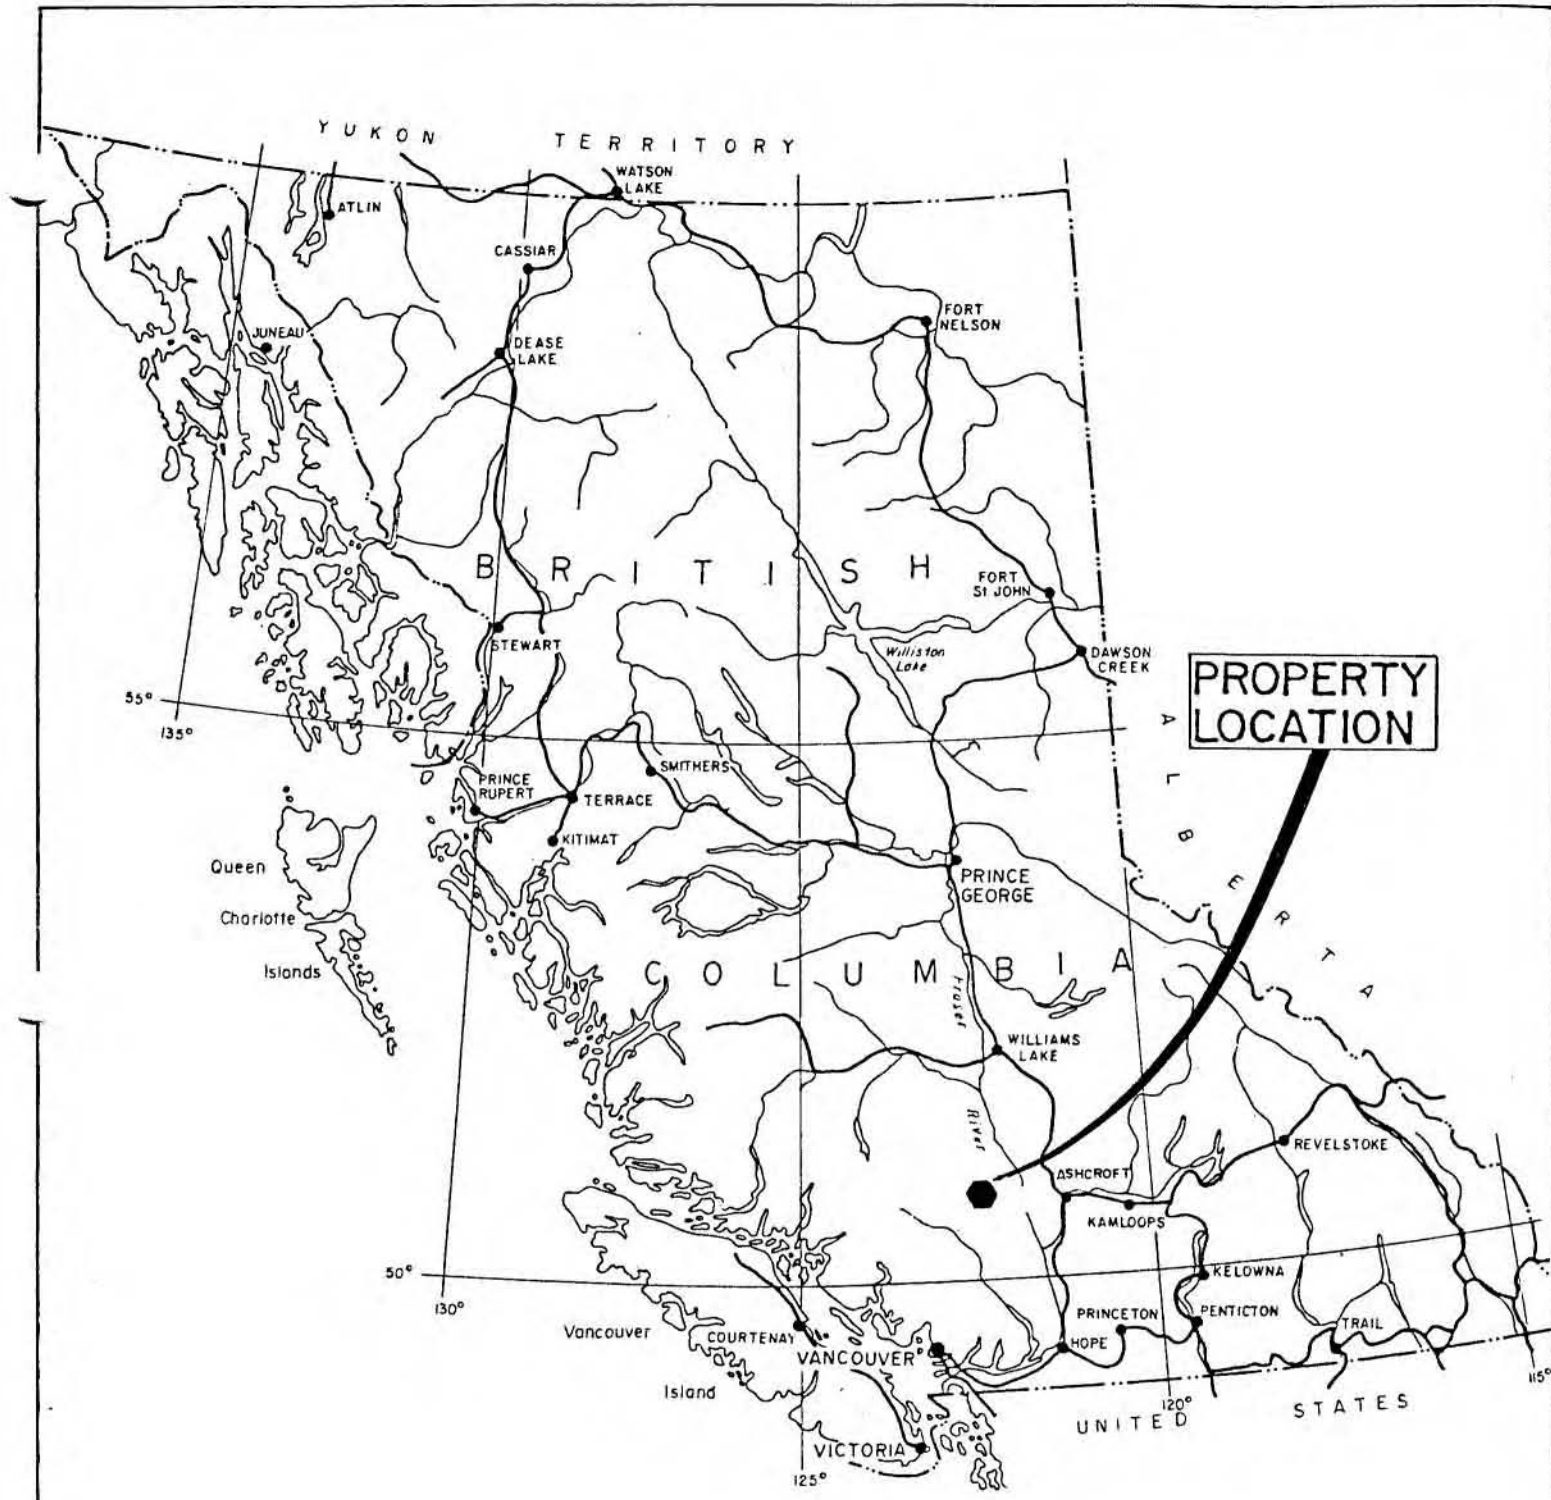 YUKON TERRITORY
WATSON
LAKE
ATLIN
CASSIAR
JUNEAU
DEASE
LAKE
FORT
NELSON
BRITISH
FORT
St JOHN
STEWART
Williston
Lake
DAWSON
CREEK
PROPERTY
LOCATION
55°
135°
ALBERTA
PRINCE
RUPERT
SMITHERS
TERRACE
KITIMAT
PRINCE
GEORGE
Queen
Charlotte
Islands
COLUMBIA
Fraser
River
WILLIAMS
LAKE
REVELSTOKE
ASHCROFT
KAMLOOPS
50°
130°
KELOWNA
PENTICTON
PRINCETON
TRAIL
HOPE
Vancouver
Island
COURTENAY
VANCOUVER
VICTORIA
125°
120°
115°
UNITED STATES